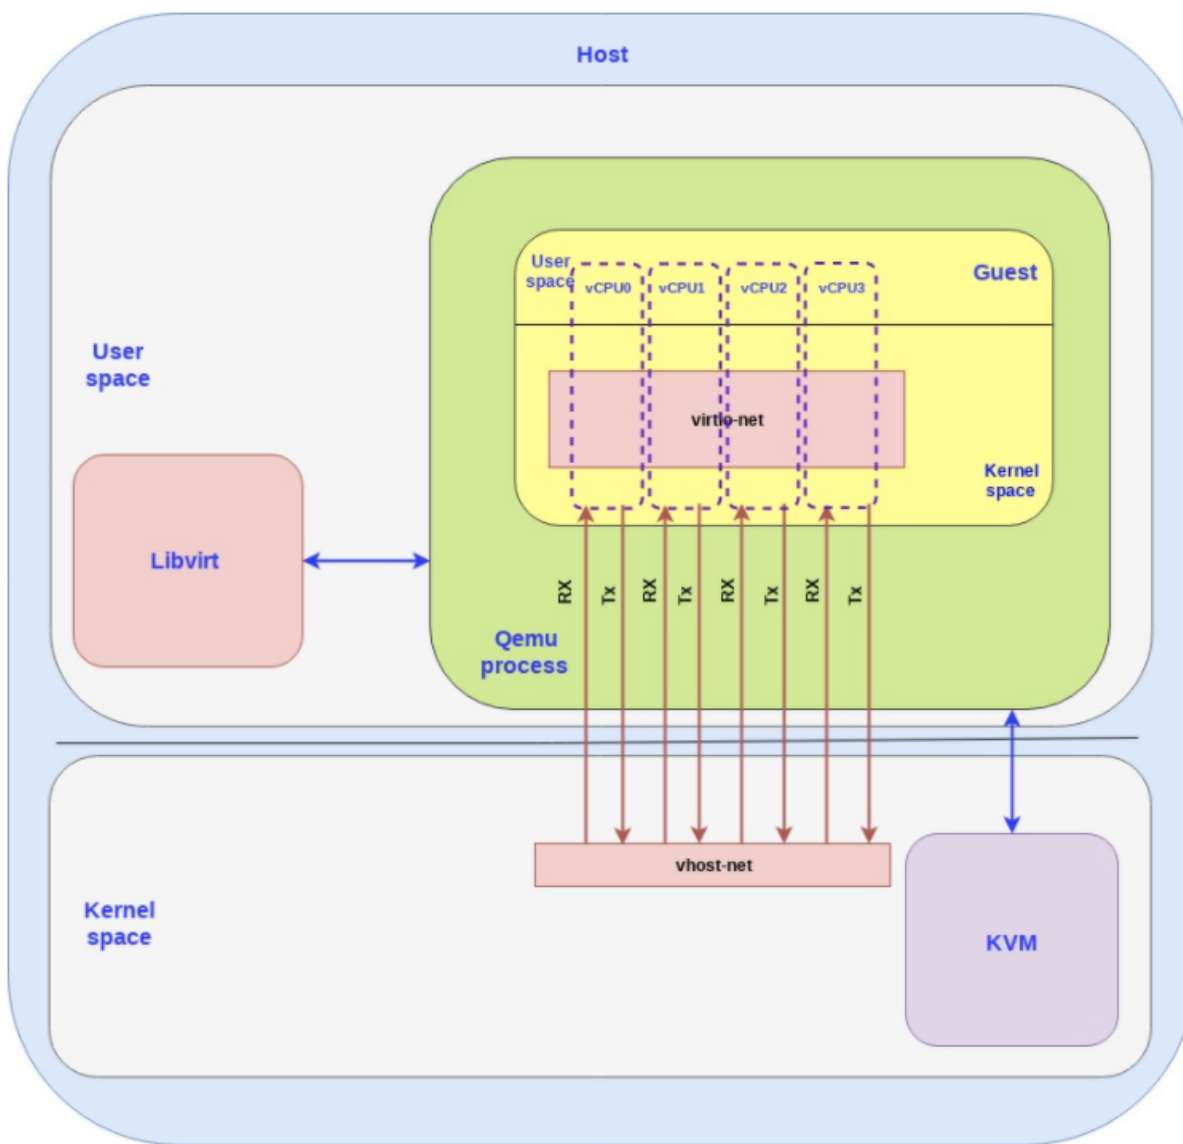 Host
User
space
Guest
vCPU0
vCPU1
vCPU2
vCPU3
User
space
virtio-net
Kernel
space
Libvirt
RX
Tx
RX
Tx
RX
Tx
RX
Tx
Qemu
process
vhost-net
Kernel
space
KVM